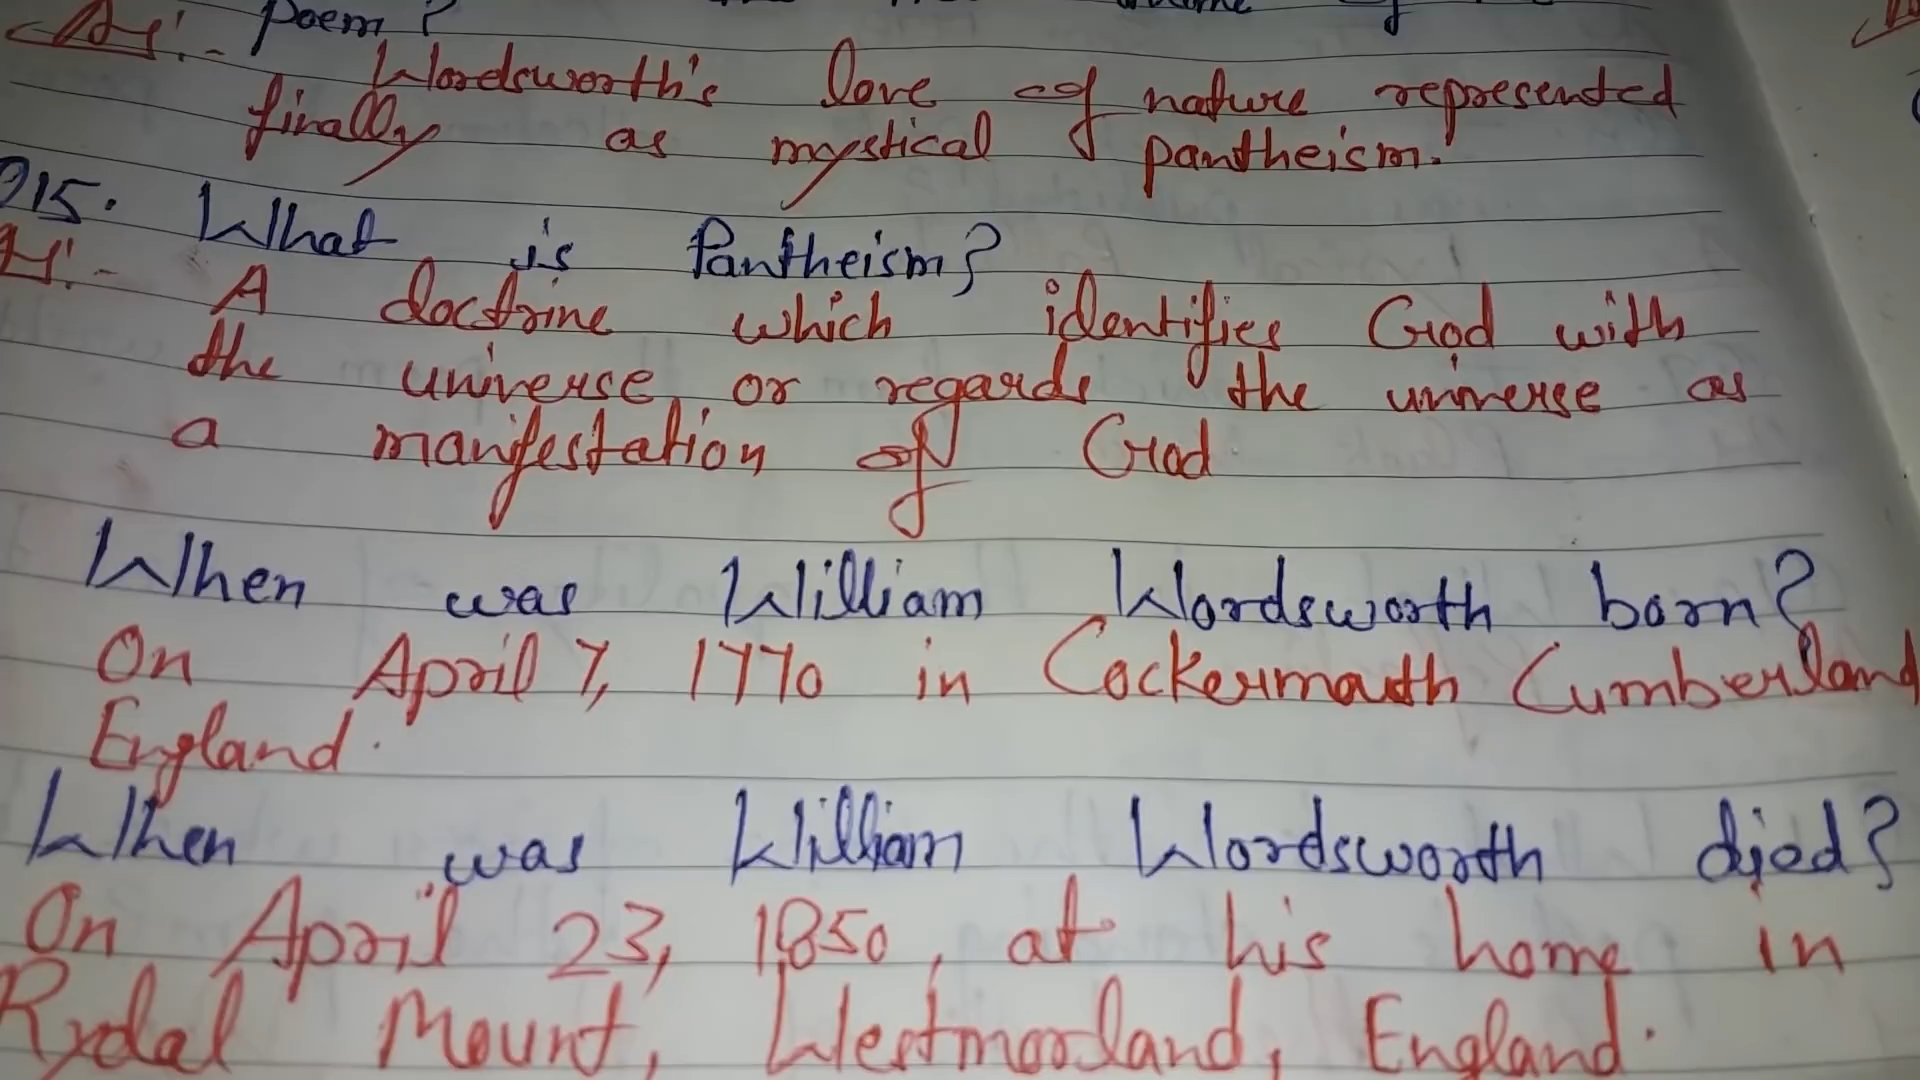 poem?
Ans:- Wordsworth's love of nature represented
finally as mystical pantheism.
Q15. What is Pantheism?
A doctrine which identifies God with
the universe, or regards the universe as
a manifestation of God.
When was William Wordsworth born?
On April 7, 1770 in Cockermouth Cumberland
England.
When was William Wordsworth died?
On April 23, 1850, at his home in
Rydal Mount, Westmorland, England.